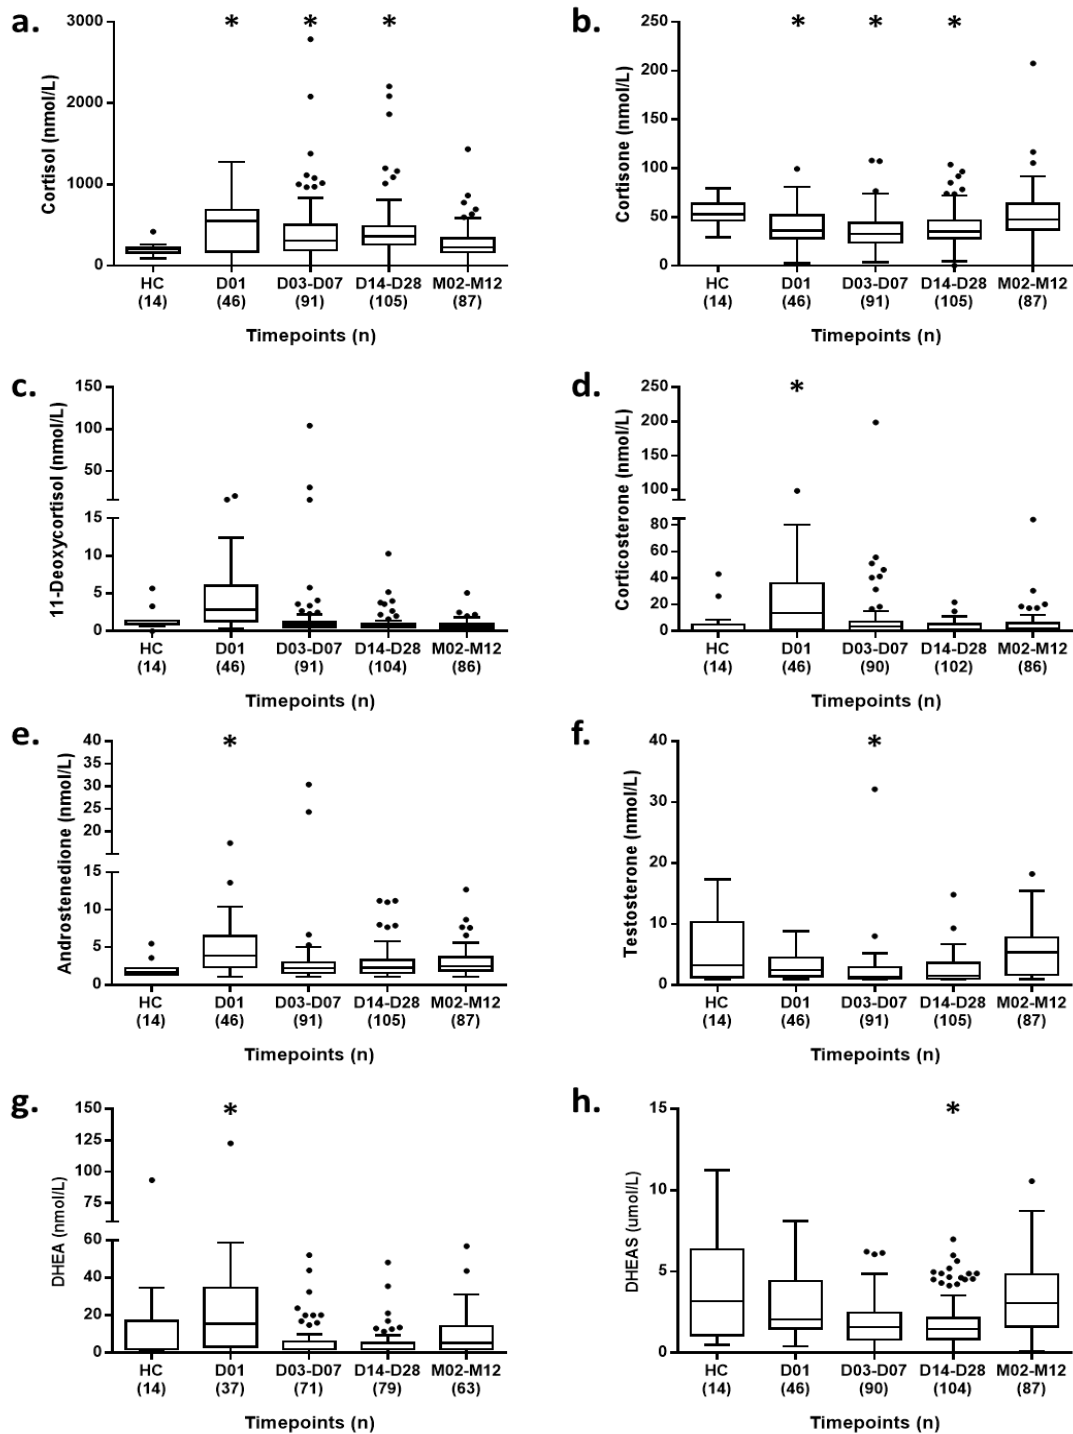 a.
*
*
*
Cortisol (nmol/L)
3000
2000
1000
0
HC D01 D03-D07 D14-D28 M02-M12
(14) (46) (91) (105) (87)
Timepoints (n)
b.
*
*
*
Cortisone (nmol/L)
250
200
150
100
50
0
HC D01 D03-D07 D14-D28 M02-M12
(14) (46) (91) (105) (87)
Timepoints (n)
c.
11-Deoxycortisol (nmol/L)
150
100
50
15
10
5
0
HC D01 D03-D07 D14-D28 M02-M12
(14) (46) (91) (104) (86)
Timepoints (n)
d.
*
Corticosterone (nmol/L)
250
200
150
100
80
60
40
20
0
HC D01 D03-D07 D14-D28 M02-M12
(14) (46) (90) (102) (86)
Timepoints (n)
e.
*
Androstenedione (nmol/L)
40
35
30
25
20
15
10
5
0
HC D01 D03-D07 D14-D28 M02-M12
(14) (46) (91) (105) (87)
Timepoints (n)
f.
*
Testosterone (nmol/L)
40
30
20
10
0
HC D01 D03-D07 D14-D28 M02-M12
(14) (46) (91) (105) (87)
Timepoints (n)
g.
*
DHEA (nmol/L)
150
125
100
75
60
40
20
0
HC D01 D03-D07 D14-D28 M02-M12
(14) (37) (71) (79) (63)
Timepoints (n)
h.
*
DHEAS (umol/L)
15
10
5
0
HC D01 D03-D07 D14-D28 M02-M12
(14) (46) (90) (104) (87)
Timepoints (n)